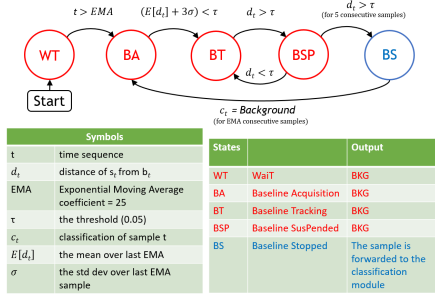 t > EMA
(E[d_t] + 3σ) < τ
d_t > τ
d_t > τ
(for 5 consecutive samples)
WT
BA
BT
BSP
BS
d_t < τ
Start
c_t = Background
(for EMA consecutive samples)
Symbols
t time sequence
d_t distance of s_t from b_t
EMA Exponential Moving Average
coefficient = 25
τ the threshold (0.05)
c_t classification of sample t
E[d_t] the mean over last EMA
σ the std dev over last EMA
sample
States Output
WT WaiT BKG
BA Baseline Acquisition BKG
BT Baseline Tracking BKG
BSP Baseline SusPended BKG
BS Baseline Stopped The sample is
forwarded to the
classification
module